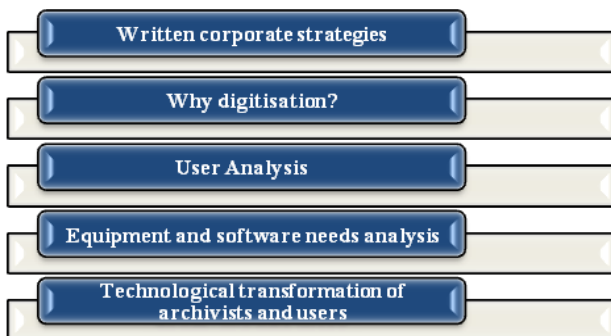 Written corporate strategies
Why digitisation?
User Analysis
Equipment and software needs analysis
Technological transformation of
archivists and users